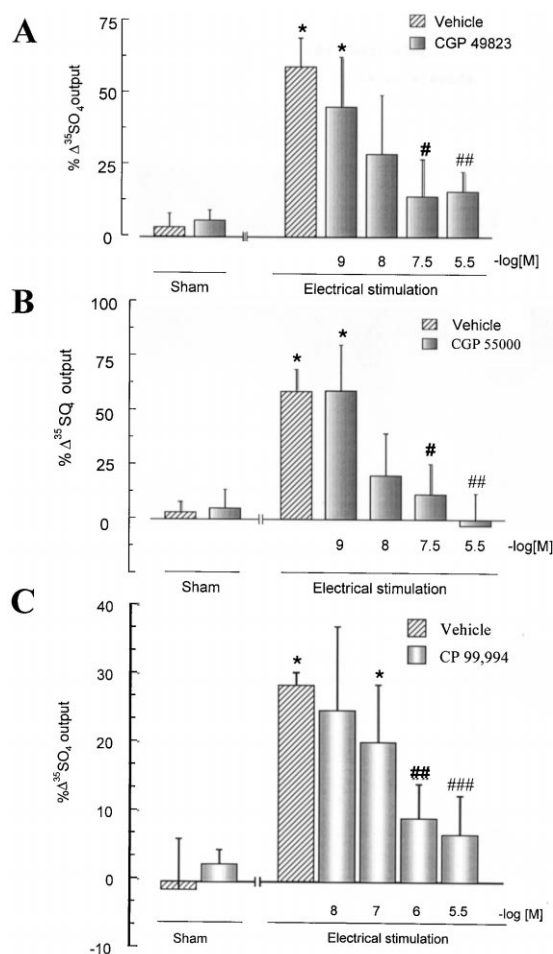 A
75
50
25
0
% Δ³⁵SO₄ output
Vehicle
CGP 49823
*
*
#
##
9 8 7.5 5.5 -log[M]
Sham
Electrical stimulation
B
100
75
50
25
0
% Δ³⁵SQ output
Vehicle
CGP 55000
*
*
#
##
9 8 7.5 5.5 -log[M]
Sham
Electrical stimulation
C
40
30
20
10
0
-10
%Δ³⁵SO₄ output
Vehicle
CP 99,994
*
*
##
###
8 7 6 5.5 -log [M]
Sham
Electrical stimulation